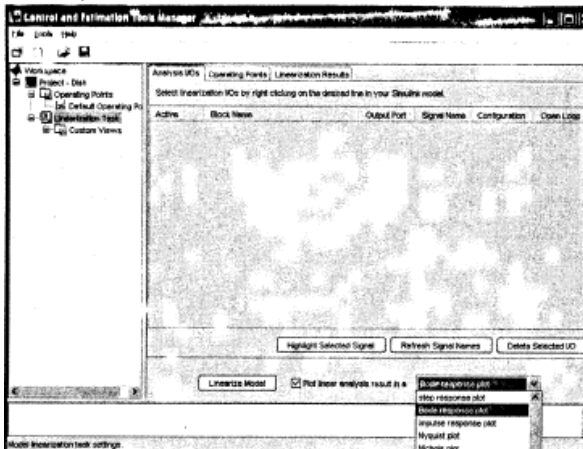 Control and Estimation Tools Manager
File Tools Help
Workspace
Project - Disk
Operating Points
Default Operating Po
Linearization Task
Custom Views
Analysis I/Os Operating Points Linearization Results
Select linearization I/Os by right clicking on the desired line in your Simulink model.
Active Block Name Output Port Signal Name Configuration Open Loop
Highlight Selected Signal Refresh Signal Names Delete Selected I/O
Linearize Model Plot linear analysis result in a Bode response plot
step response plot
Bode response plot
impulse response plot
Nyquist plot
Nichols plot
Model linearization task settings.